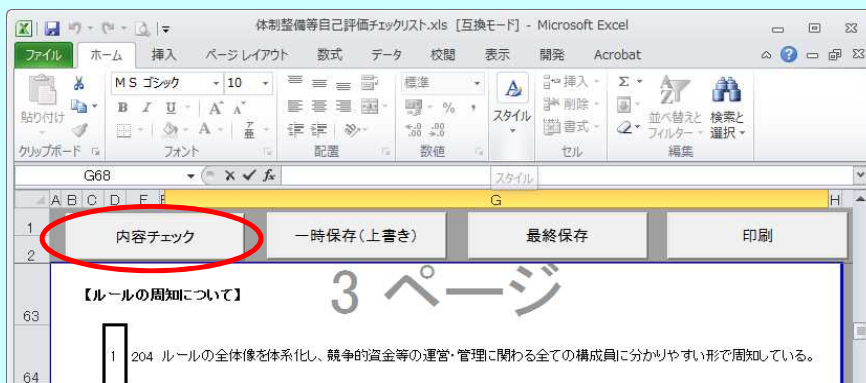 体制整備等自己評価チェックリスト.xls [互換モード] - Microsoft Excel
ファイル ホーム 挿入 ページ レイアウト 数式 データ 校閲 表示 開発 Acrobat
MS ゴシック 10 標準 挿入 Σ
貼り付け B I U A A % , スタイル 削除 並べ替えと フィルター 検索と 選択
A ア亜 .0 .00 .00 .0 書式
クリップボード フォント 配置 数値 セル 編集
G68 fx スタイル
A B C D E F G H
1 内容チェック 一時保存(上書き) 最終保存 印刷
2
3 ページ
【ルールの周知について】
63
1 204 ルールの全体像を体系化し、競争的資金等の運営・管理に関わる全ての構成員に分かりやすい形で周知している。
64